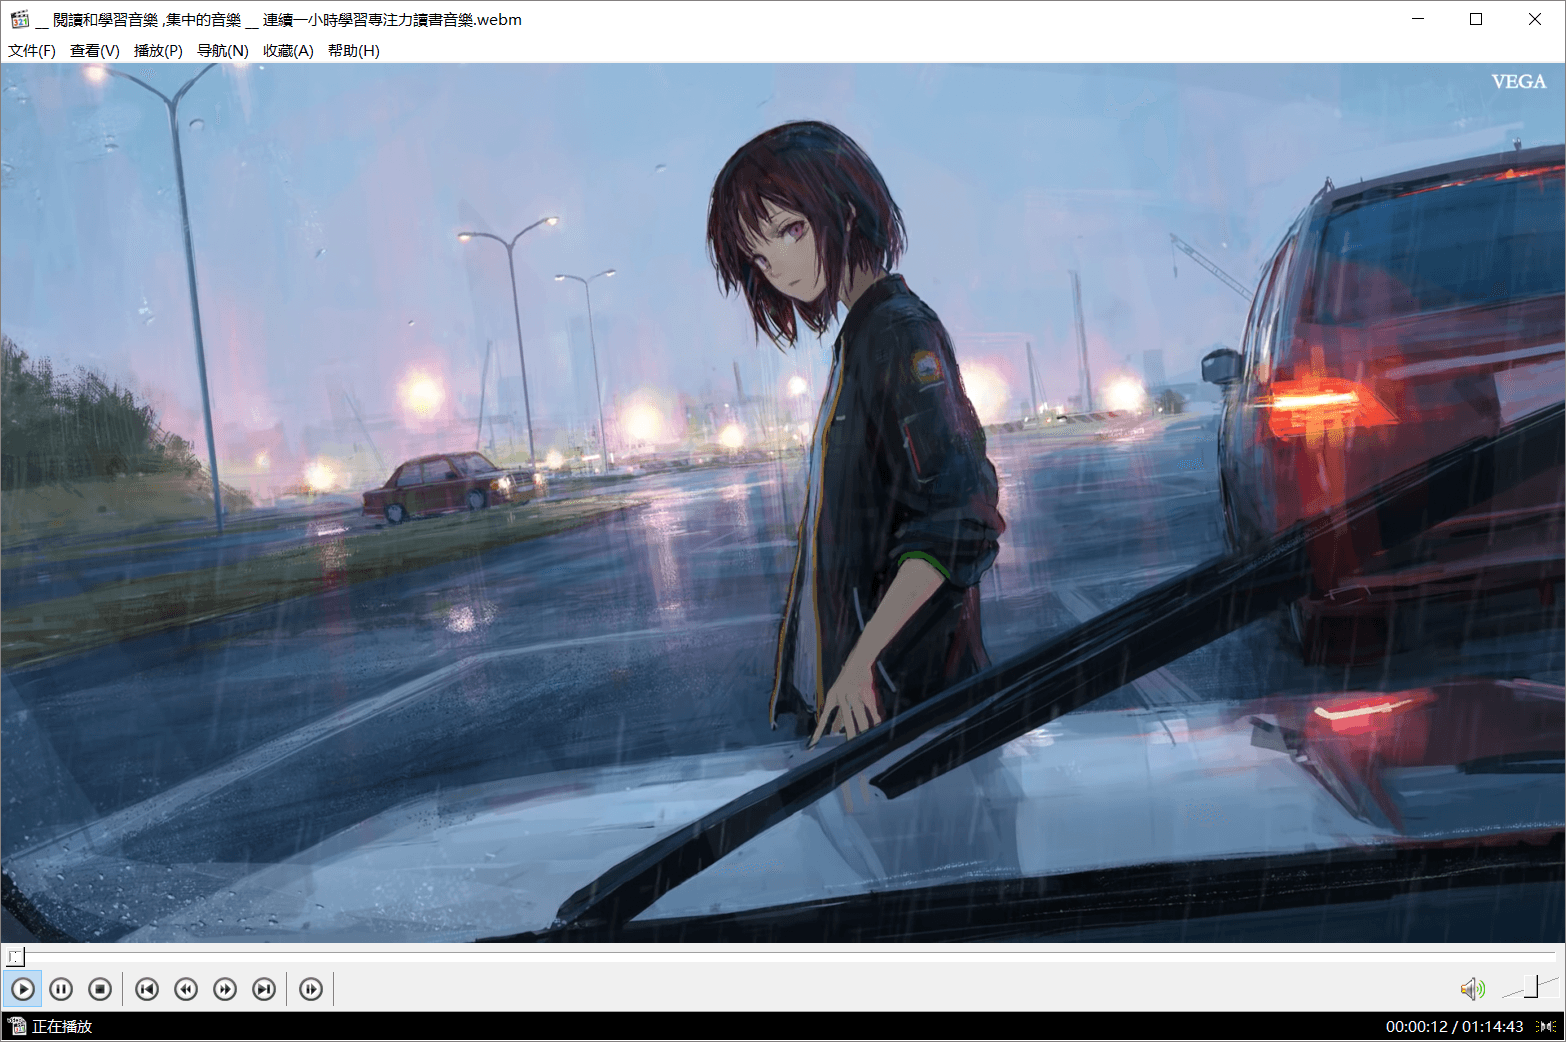 __ 閱讀和學習音樂 ,集中的音樂 __ 連續一小時學習專注力讀書音樂.webm
文件(F) 查看(V) 播放(P) 导航(N) 收藏(A) 帮助(H)
VEGA
正在播放
00:00:12 / 01:14:43